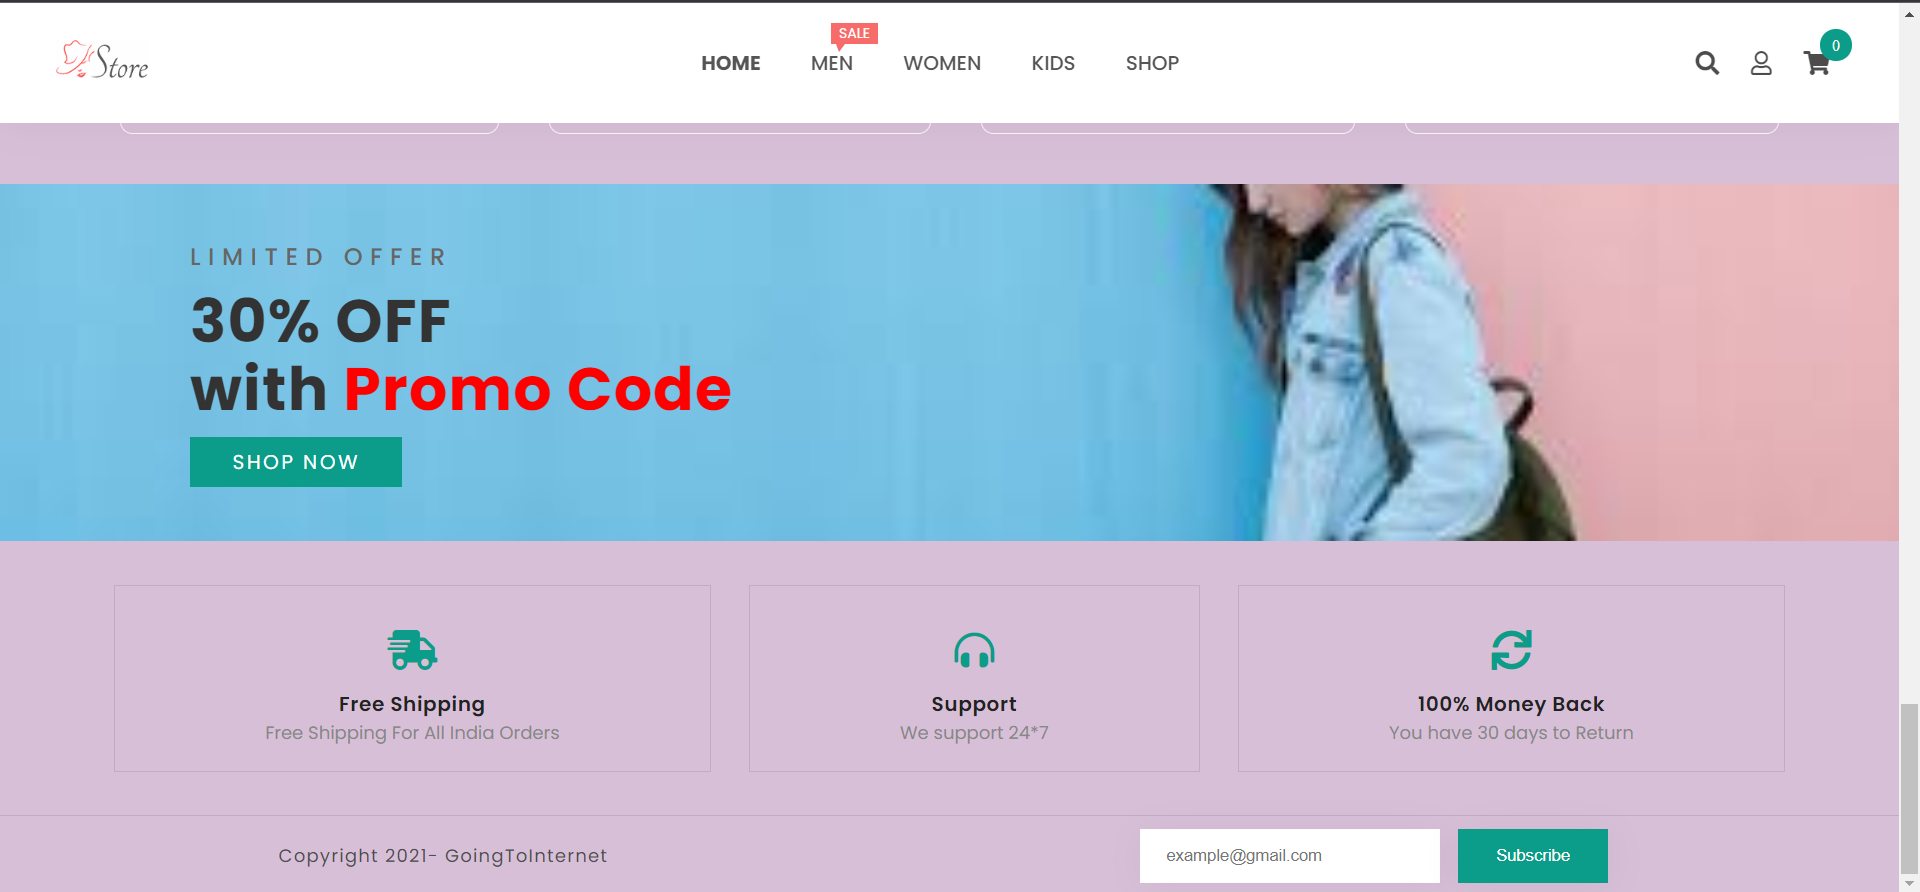 Store
HOME
SALE
MEN
WOMEN
KIDS
SHOP
0
LIMITED OFFER
30% OFF
with Promo Code
SHOP NOW
Free Shipping
Free Shipping For All India Orders
Support
We support 24*7
100% Money Back
You have 30 days to Return
Copyright 2021- GoingToInternet
example@gmail.com
Subscribe